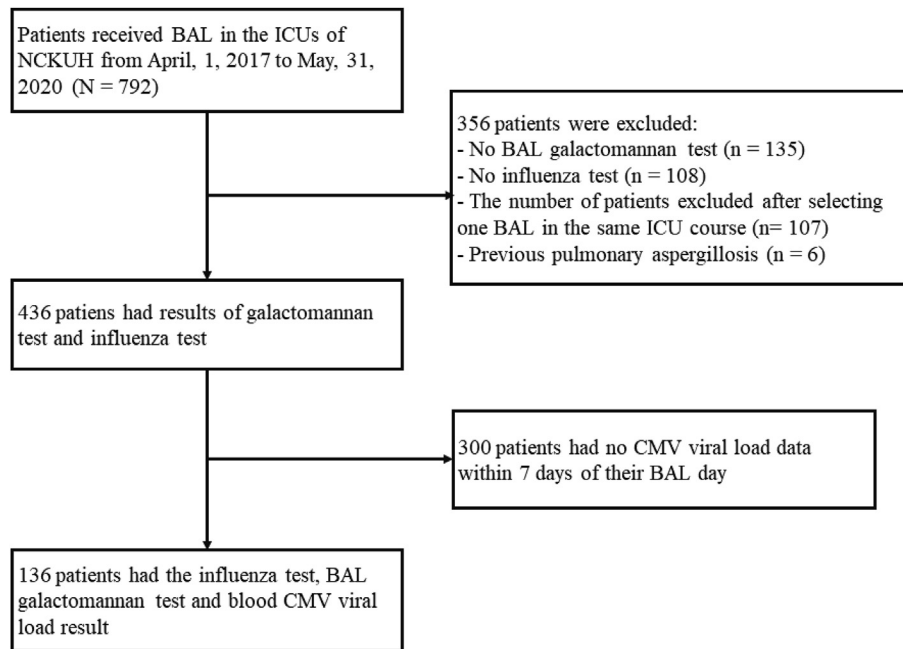 Patients received BAL in the ICUs of
NCKUH from April, 1, 2017 to May, 31,
2020 (N = 792)
356 patients were excluded:
- No BAL galactomannan test (n = 135)
- No influenza test (n = 108)
- The number of patients excluded after selecting
one BAL in the same ICU course (n= 107)
- Previous pulmonary aspergillosis (n = 6)
436 patiens had results of galactomannan
test and influenza test
300 patients had no CMV viral load data
within 7 days of their BAL day
136 patients had the influenza test, BAL
galactomannan test and blood CMV viral
load result